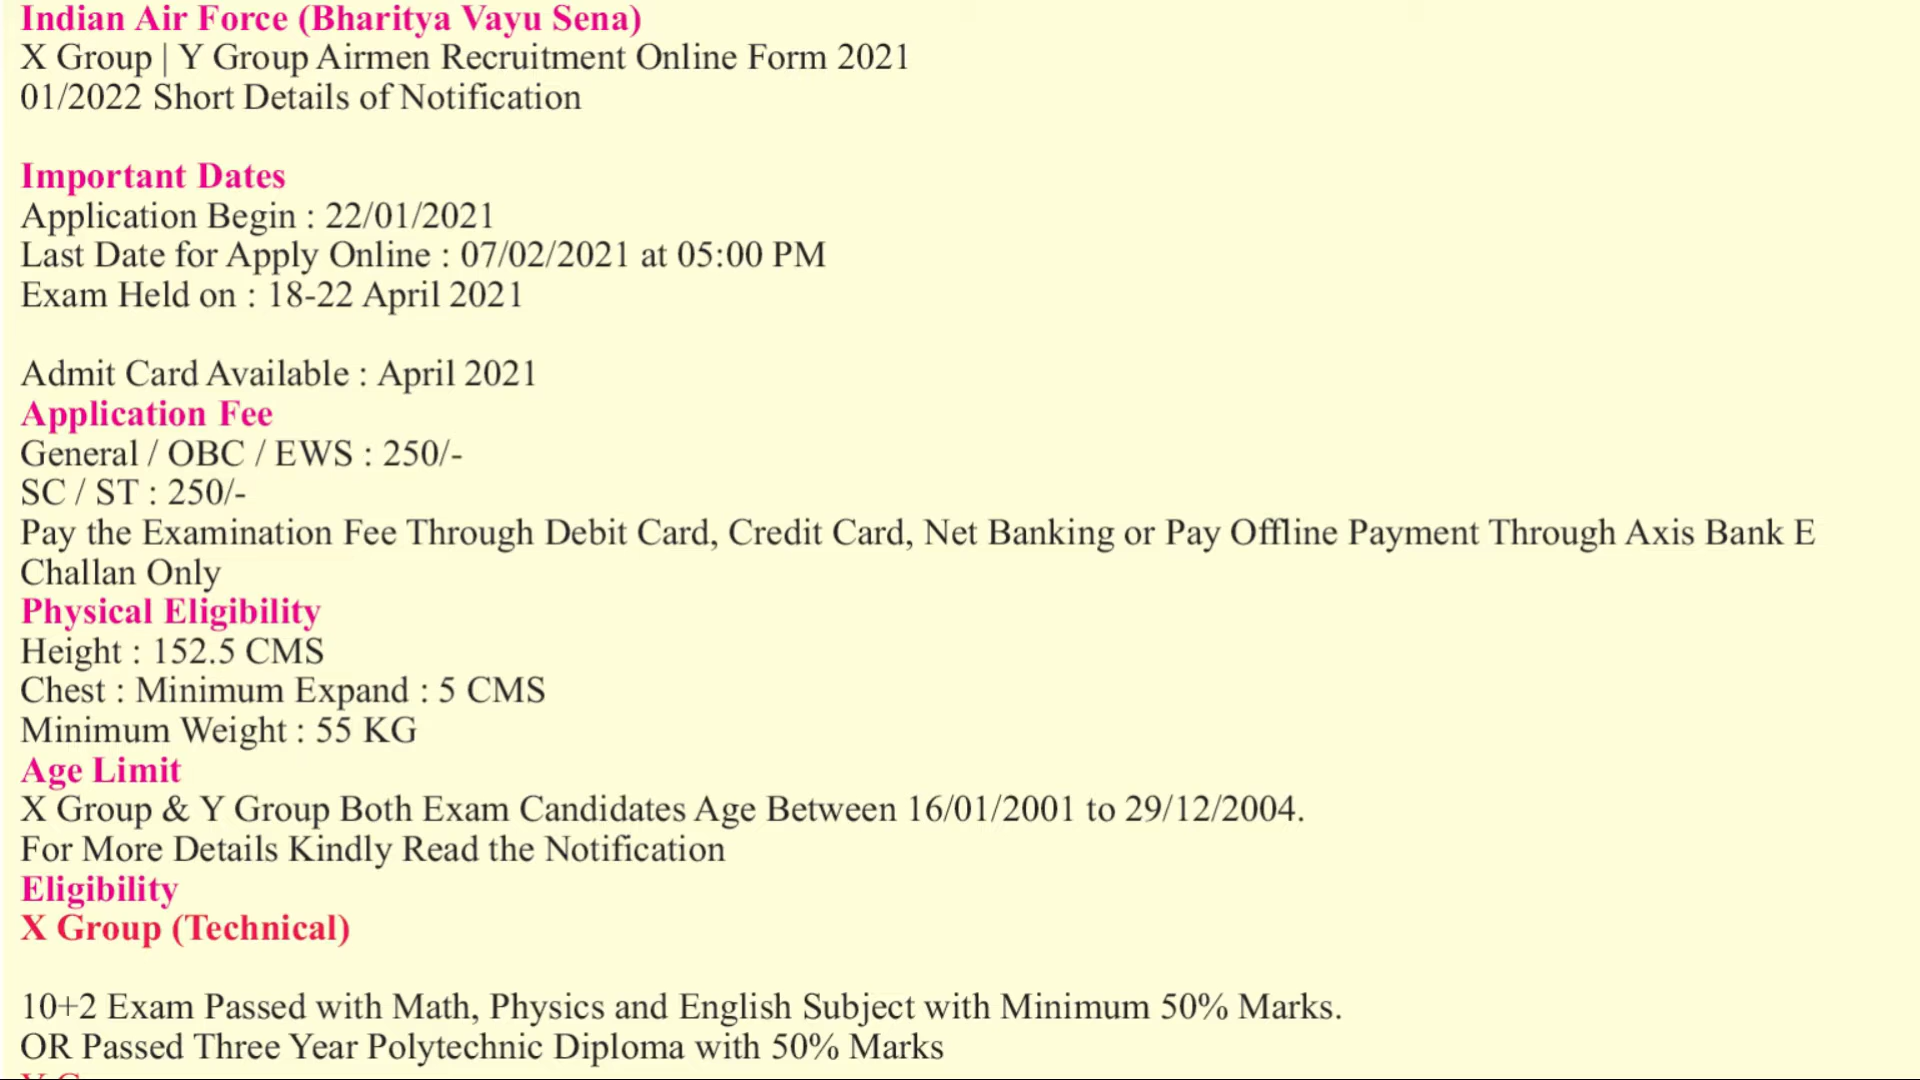 Indian Air Force (Bharitya Vayu Sena)
X Group | Y Group Airmen Recruitment Online Form 2021
01/2022 Short Details of Notification
Important Dates
Application Begin : 22/01/2021
Last Date for Apply Online : 07/02/2021 at 05:00 PM
Exam Held on : 18-22 April 2021
Admit Card Available : April 2021
Application Fee
General / OBC / EWS : 250/-
SC / ST : 250/-
Pay the Examination Fee Through Debit Card, Credit Card, Net Banking or Pay Offline Payment Through Axis Bank E
Challan Only
Physical Eligibility
Height : 152.5 CMS
Chest : Minimum Expand : 5 CMS
Minimum Weight : 55 KG
Age Limit
X Group & Y Group Both Exam Candidates Age Between 16/01/2001 to 29/12/2004.
For More Details Kindly Read the Notification
Eligibility
X Group (Technical)
10+2 Exam Passed with Math, Physics and English Subject with Minimum 50% Marks.
OR Passed Three Year Polytechnic Diploma with 50% Marks